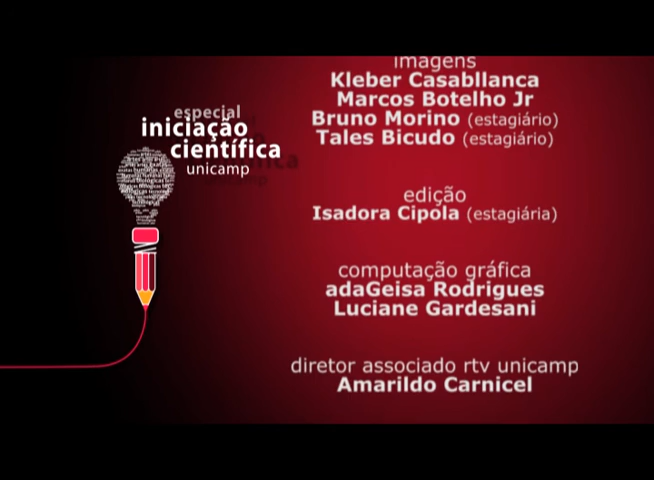 especial
iniciação
científica
unicamp
imagens
Kleber Casabllanca
Marcos Botelho Jr
Bruno Morino (estagiário)
Tales Bicudo (estagiário)
edição
Isadora Cipola (estagiária)
computação gráfica
adaGeisa Rodrigues
Luciane Gardesani
diretor associado rtv unicamp
Amarildo Carnicel